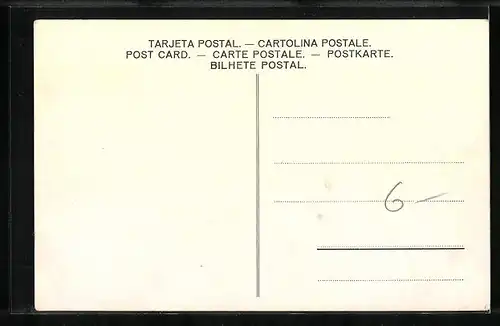 TARJETA POSTAL. — CARTOLINA POSTALE.
POST CARD. — CARTE POSTALE. — POSTKARTE.
BILHETE POSTAL.
6 –